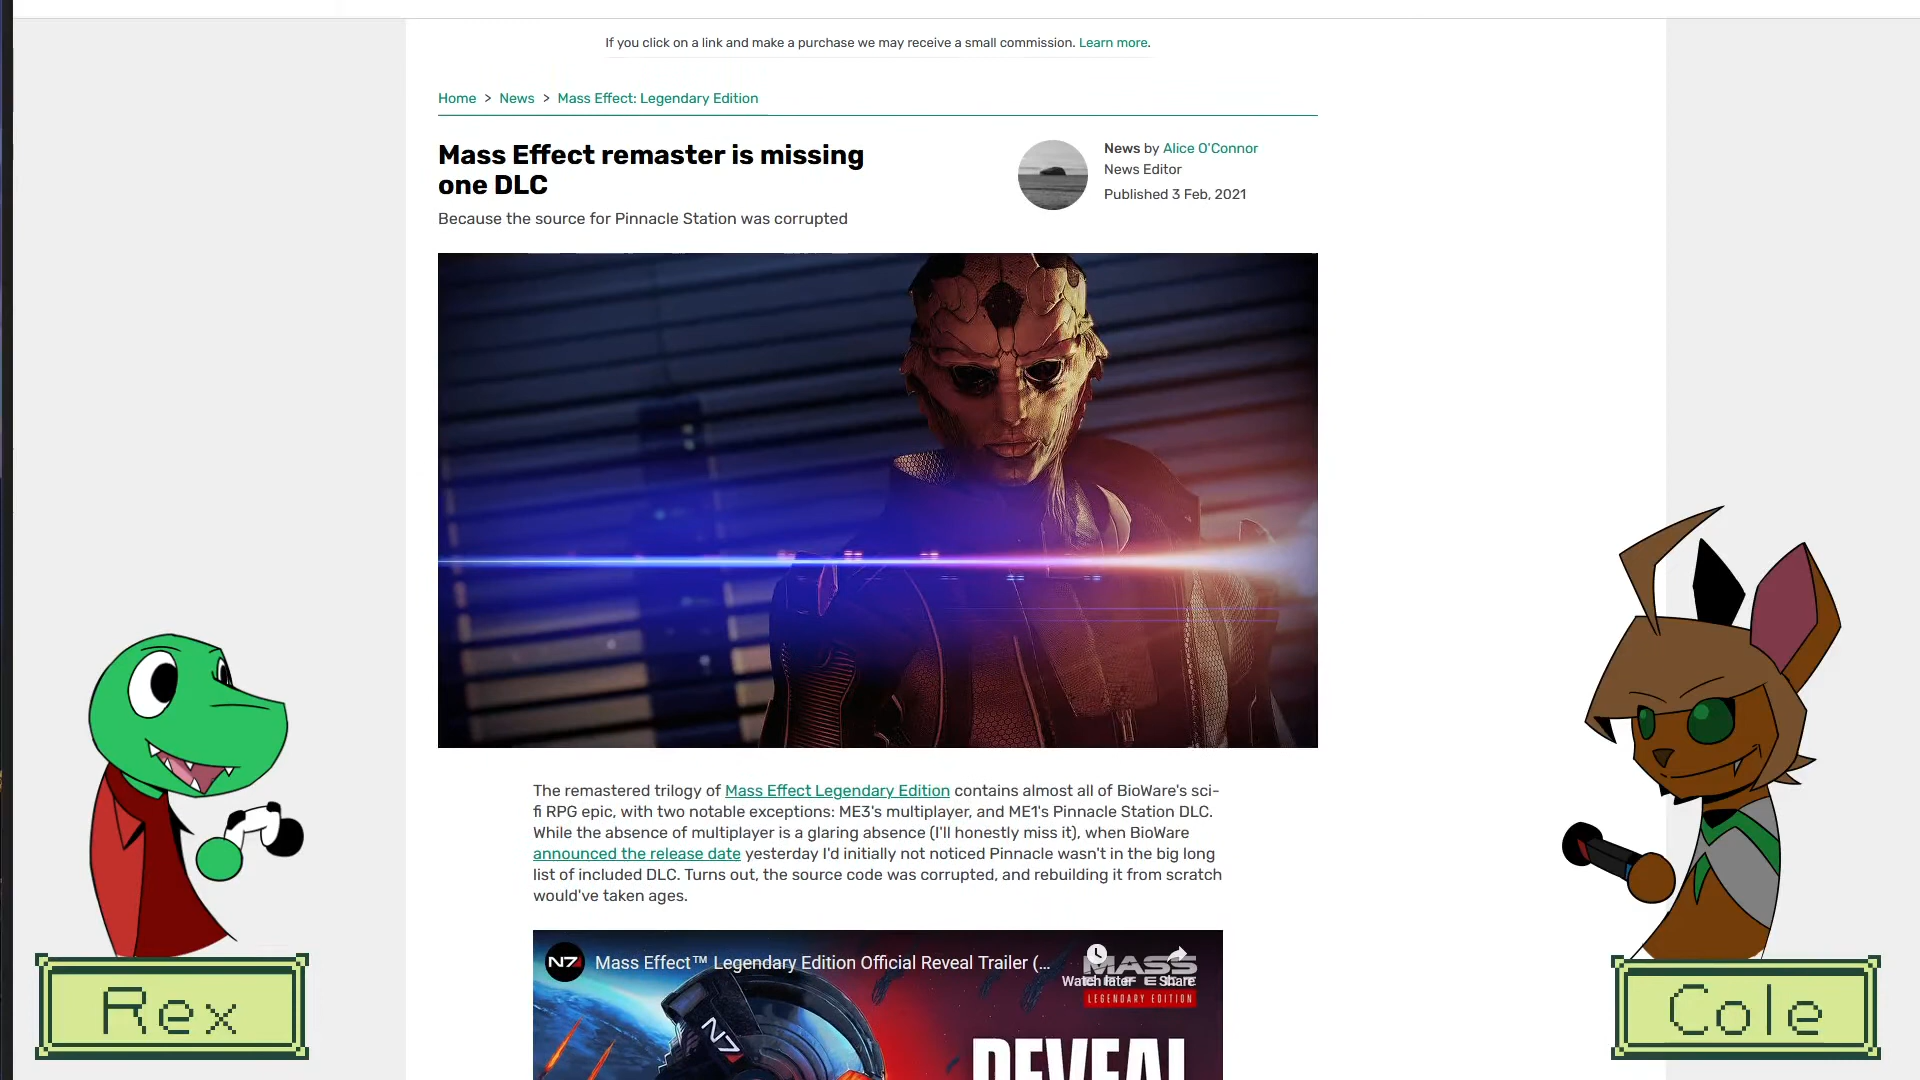 If you click on a link and make a purchase we may receive a small commission. Learn more.
Home > News > Mass Effect: Legendary Edition
Mass Effect remaster is missing
one DLC
Because the source for Pinnacle Station was corrupted
News by Alice O'Connor
News Editor
Published 3 Feb, 2021
The remastered trilogy of Mass Effect Legendary Edition contains almost all of BioWare's sci-
fi RPG epic, with two notable exceptions: ME3's multiplayer, and ME1's Pinnacle Station DLC.
While the absence of multiplayer is a glaring absence (I'll honestly miss it), when BioWare
announced the release date yesterday I'd initially not noticed Pinnacle wasn't in the big long
list of included DLC. Turns out, the source code was corrupted, and rebuilding it from scratch
would've taken ages.
N7 Mass Effect™ Legendary Edition Official Reveal Trailer (...
Watch later
Share
MASS
EFFECT
LEGENDARY EDITION
N7
REVEAL
Rex
Cole